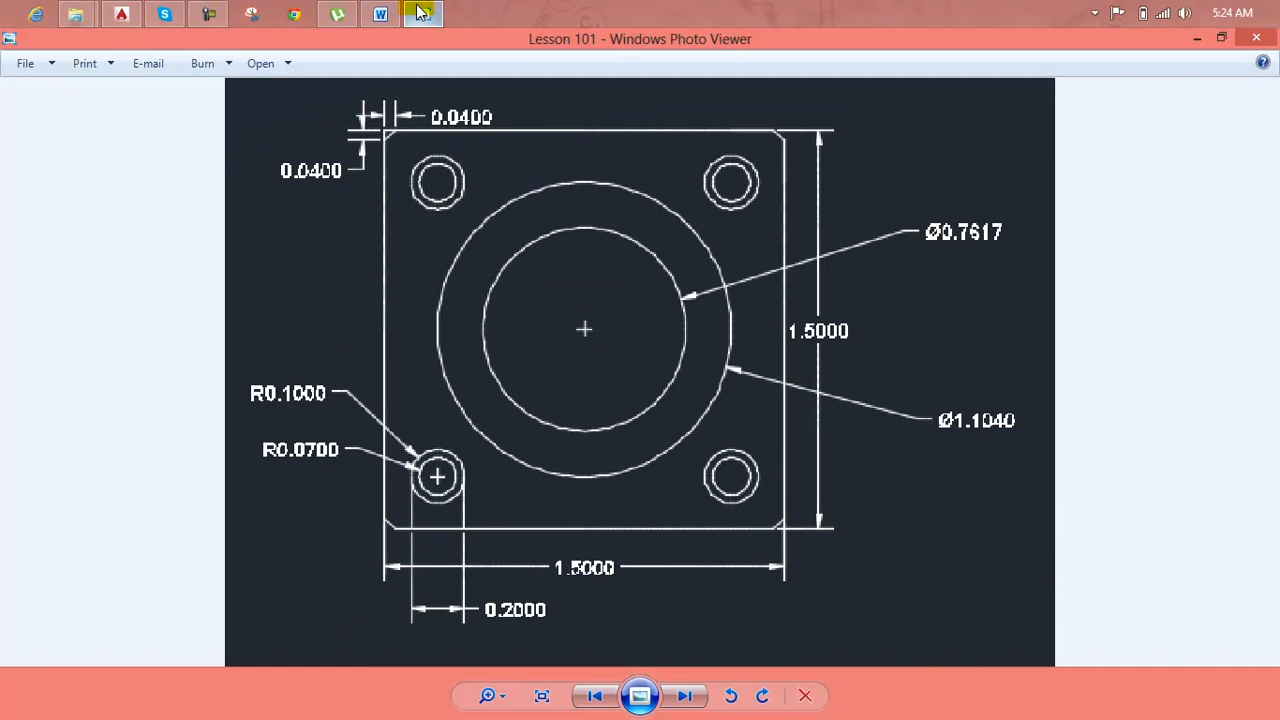 5:24 AM
Lesson 101 - Windows Photo Viewer
File Print E-mail Burn Open
0.0400
0.0400
Ø0.7617
1.5000
R0.1000
Ø1.1040
R0.0700
1.5000
0.2000